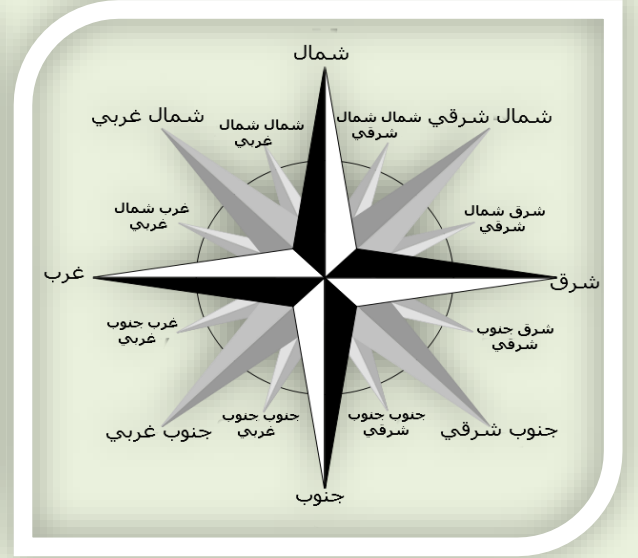 شمال
شمال شرقي
شمال شمال
شرقي
شمال شمال
غربي
شمال غربي
شرق شمال
شرقي
غرب شمال
غربي
شرق
غرب
شرق جنوب
شرقي
غرب جنوب
غربي
جنوب شرقي
جنوب جنوب
شرقي
جنوب جنوب
غربي
جنوب غربي
جنوب